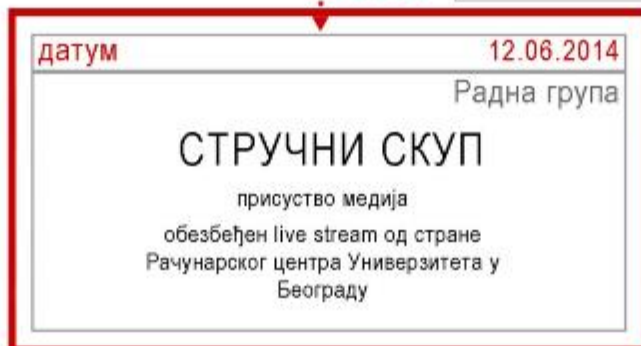 датум 12.06.2014
Радна група
СТРУЧНИ СКУП
присуство медија
обезбеђен live stream од стране
Рачунарског центра Универзитета у
Београду